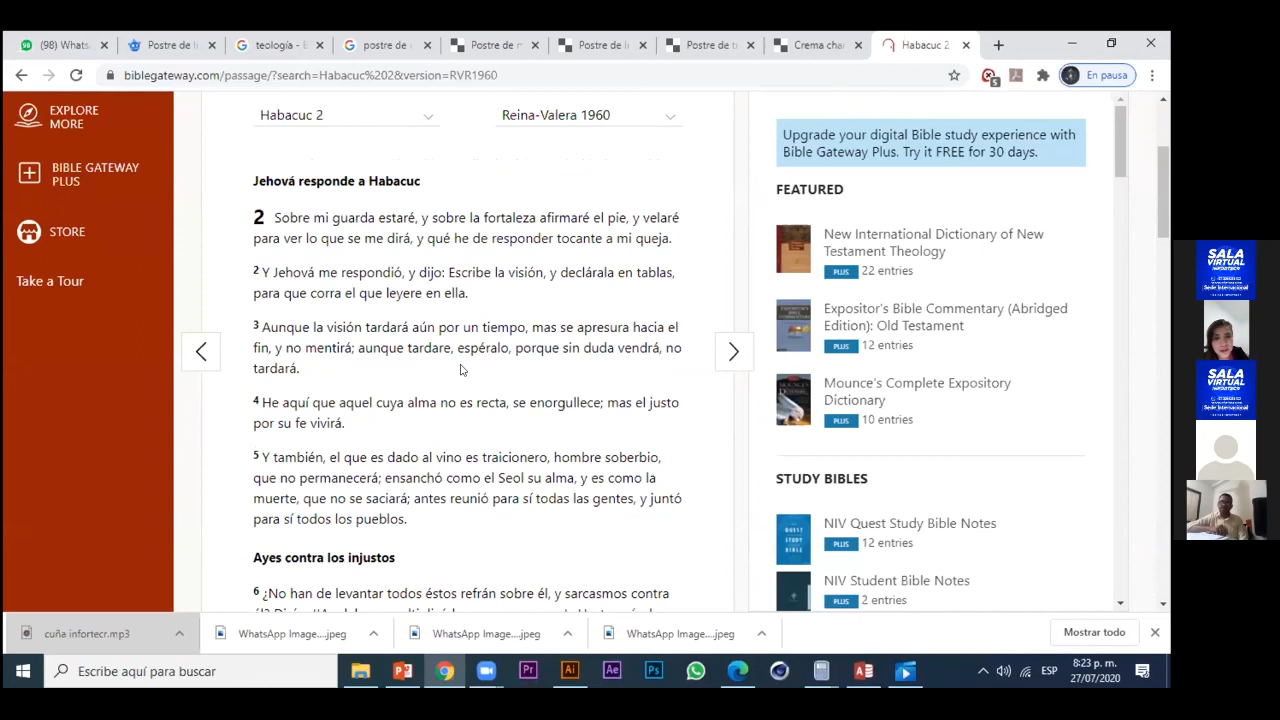 (98) Whats
Postre de l
teología - B
postre de
Postre de m
Postre de l
Postre de t
Crema cha
Habacuc 2
biblegateway.com/passage/?search=Habacuc%202&version=RVR1960
5
En pausa
EXPLORE
MORE
BIBLE GATEWAY
PLUS
STORE
Take a Tour
Habacuc 2
Reina-Valera 1960
Jehová responde a Habacuc
2 Sobre mi guarda estaré, y sobre la fortaleza afirmaré el pie, y velaré
para ver lo que se me dirá, y qué he de responder tocante a mi queja.
2 Y Jehová me respondió, y dijo: Escribe la visión, y declárala en tablas,
para que corra el que leyere en ella.
3 Aunque la visión tardará aún por un tiempo, mas se apresura hacia el
fin, y no mentirá; aunque tardare, espéralo, porque sin duda vendrá, no
tardará.
4 He aquí que aquel cuya alma no es recta, se enorgullece; mas el justo
por su fe vivirá.
5 Y también, el que es dado al vino es traicionero, hombre soberbio,
que no permanecerá; ensanchó como el Seol su alma, y es como la
muerte, que no se saciará; antes reunió para sí todas las gentes, y juntó
para sí todos los pueblos.
Ayes contra los injustos
6 ¿No han de levantar todos éstos refrán sobre él, y sarcasmos contra
Upgrade your digital Bible study experience with
Bible Gateway Plus. Try it FREE for 30 days.
FEATURED
New International Dictionary of New
Testament Theology
PLUS 22 entries
Expositor's Bible Commentary (Abridged
Edition): Old Testament
PLUS 12 entries
Mounce's Complete Expository
Dictionary
PLUS 10 entries
STUDY BIBLES
NIV Quest Study Bible Notes
PLUS 12 entries
NIV Student Bible Notes
PLUS 2 entries
SALA
VIRTUAL
Sede Internacional
SALA
VIRTUAL
Sede Internacional
cuña infortecr.mp3
WhatsApp Image....jpeg
WhatsApp Image....jpeg
WhatsApp Image....jpeg
Mostrar todo
Escribe aquí para buscar
Pr
Ai
Ae
Ps
ESP
8:23 p. m.
27/07/2020